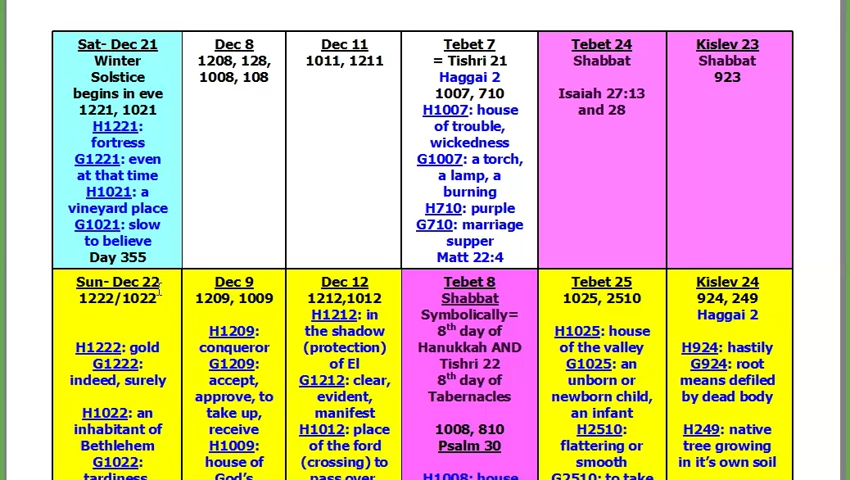 Sat- Dec 21
Winter
Solstice
begins in eve
1221, 1021
H1221:
fortress
G1221: even
at that time
H1021: a
vineyard place
G1021: slow
to believe
Day 355
Dec 8
1208, 128,
1008, 108
Dec 11
1011, 1211
Tebet 7
= Tishri 21
Haggai 2
1007, 710
H1007: house
of trouble,
wickedness
G1007: a torch,
a lamp, a
burning
H710: purple
G710: marriage
supper
Matt 22:4
Tebet 24
Shabbat
Isaiah 27:13
and 28
Kislev 23
Shabbat
923
Sun- Dec 22
1222/1022
H1222: gold
G1222:
indeed, surely
H1022: an
inhabitant of
Bethlehem
G1022:
tardiness
Dec 9
1209, 1009
H1209:
conqueror
G1209:
accept,
approve, to
take up,
receive
H1009:
house of
God's
Dec 12
1212,1012
H1212: in
the shadow
(protection)
of El
G1212: clear,
evident,
manifest
H1012: place
of the ford
(crossing) to
pass over
Tebet 8
Shabbat
Symbolically=
8th day of
Hanukkah AND
Tishri 22
8th day of
Tabernacles
1008, 810
Psalm 30
H1008: house
Tebet 25
1025, 2510
H1025: house
of the valley
G1025: an
unborn or
newborn child,
an infant
H2510:
flattering or
smooth
G2510: to take
Kislev 24
924, 249
Haggai 2
H924: hastily
G924: root
means defiled
by dead body
H249: native
tree growing
in it's own soil